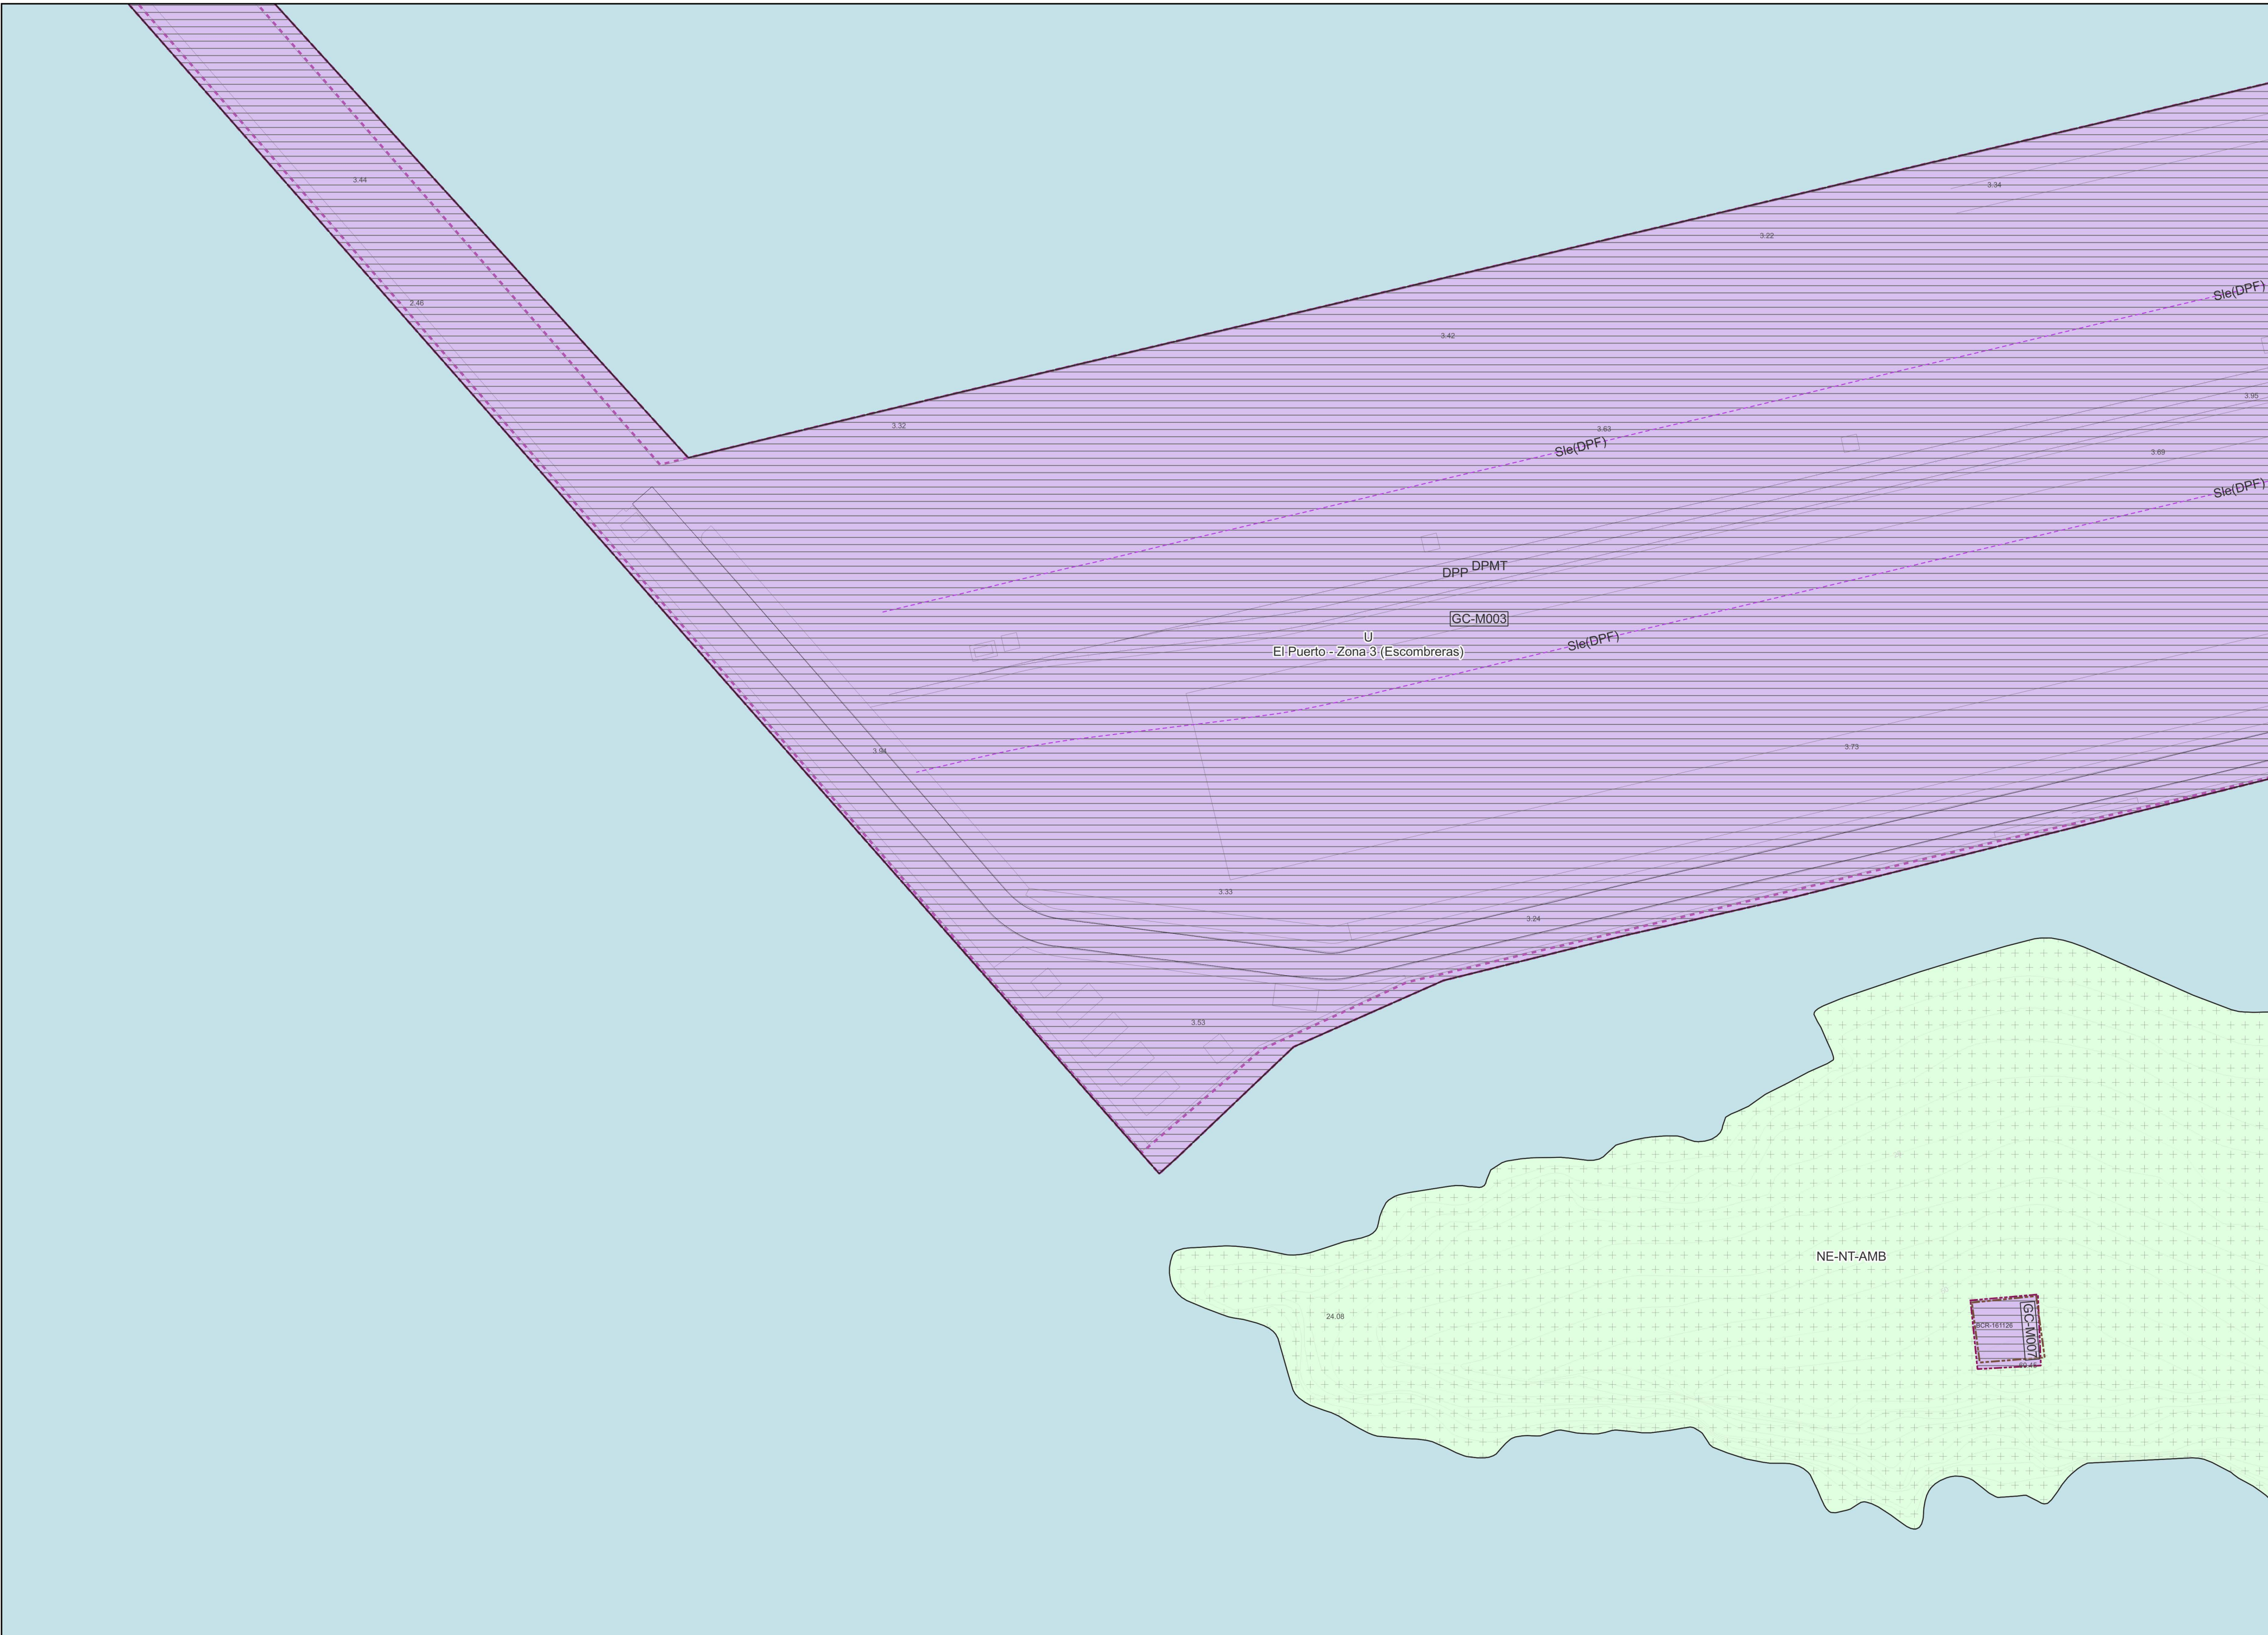 3.44
3.34
3.22
Sle(DPF)
2.46
3.42
3.95
3.32
3.63
Sle(DPF)
3.89
Sle(DPF)
DPP DPMT
GC-M003
U
Sle(DPF)
El Puerto - Zona 3 (Escombreras)
3.94
3.73
3.33
3.24
3.53
NE-NT-AMB
24.08
BCR-161126
GC-M007